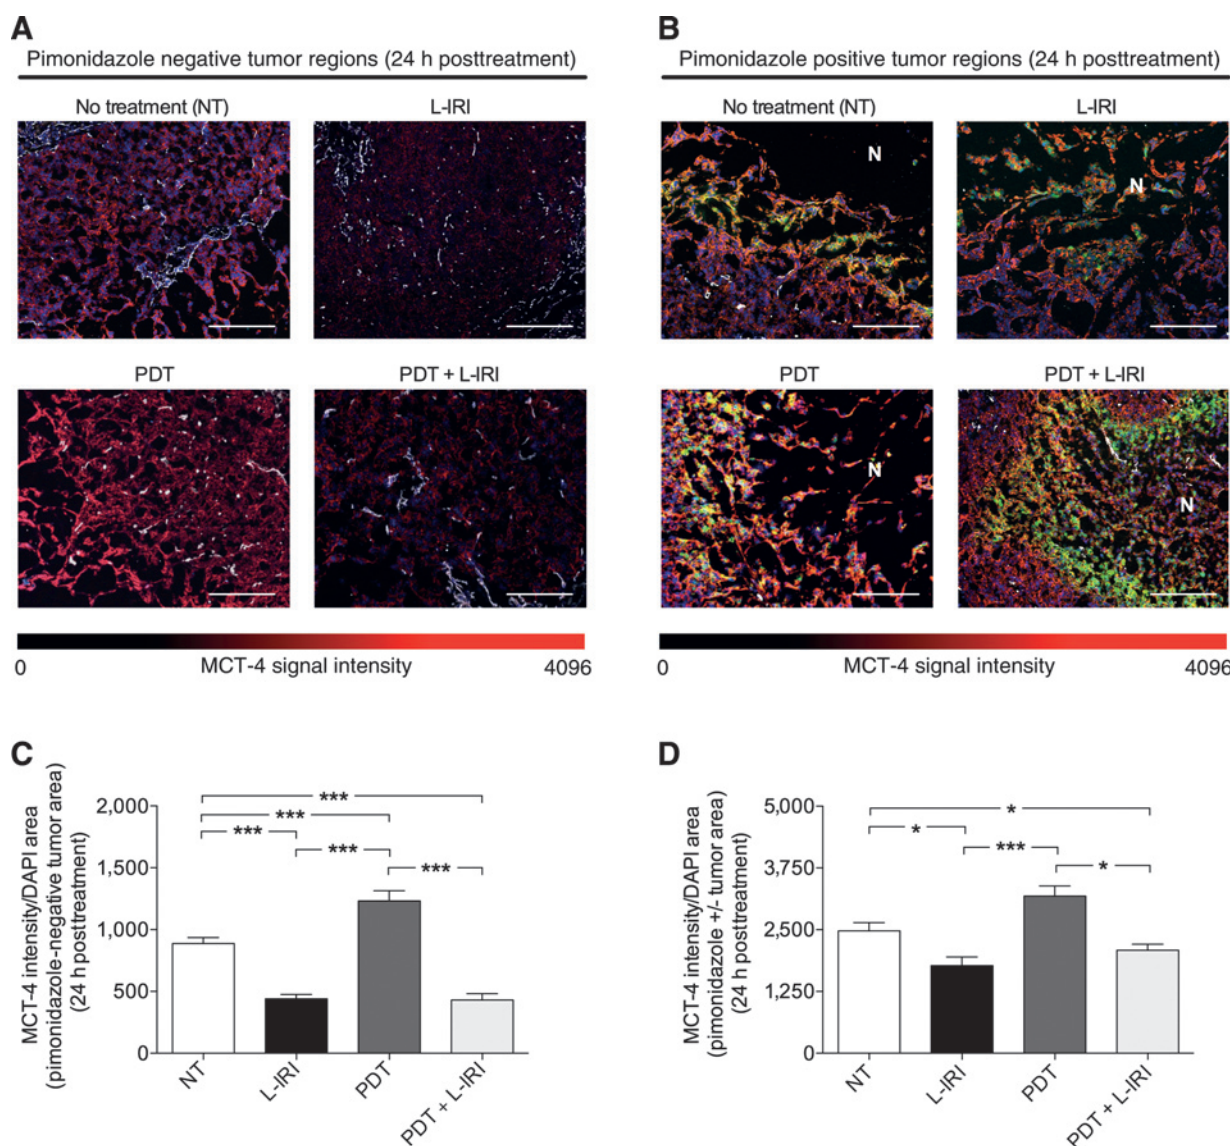 A
Pimonidazole negative tumor regions (24 h posttreatment)
No treatment (NT)
L-IRI
PDT
PDT + L-IRI
0
MCT-4 signal intensity
4096
B
Pimonidazole positive tumor regions (24 h posttreatment)
No treatment (NT)
N
L-IRI
N
PDT
N
PDT + L-IRI
N
0
MCT-4 signal intensity
4096
C
MCT-4 intensity/DAPI area
(pimonidazole-negative tumor area)
(24 h posttreatment)
2,000
1,500
1,000
500
0
***
***
***
***
***
NT
L-IRI
PDT
PDT + L-IRI
D
MCT-4 intensity/DAPI area
(pimonidazole +/- tumor area)
(24 h posttreatment)
5,000
3,750
2,500
1,250
0
*
*
***
*
NT
L-IRI
PDT
PDT + L-IRI